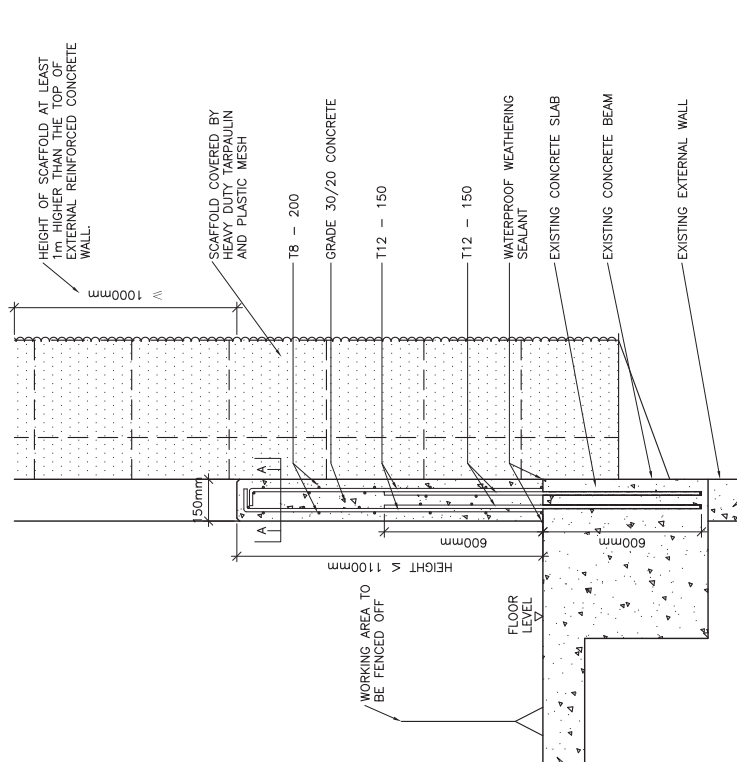 HEIGHT OF SCAFFOLD AT LEAST
1m HIGHER THAN THE TOP OF
EXTERNAL REINFORCED CONCRETE
WALL.
≥ 1000mm
SCAFFOLD COVERED BY
HEAVY DUTY TARPAULIN
AND PLASTIC MESH
T8 - 200
GRADE 30/20 CONCRETE
T12 - 150
T12 - 150
WATERPROOF WEATHERING
SEALANT
EXISTING CONCRETE SLAB
EXISTING CONCRETE BEAM
EXISTING EXTERNAL WALL
150mm
A
A
HEIGHT ≥ 1100mm
600mm
600mm
WORKING AREA TO
BE FENCED OFF
FLOOR
LEVEL